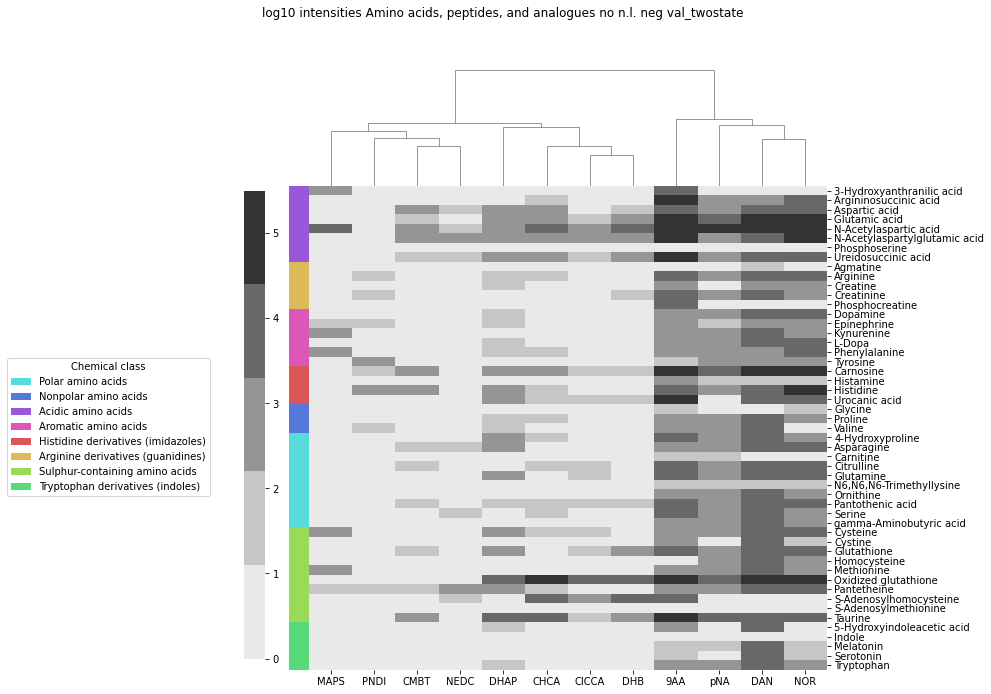 log10 intensities Amino acids, peptides, and analogues no n.l. neg val_twostate
5
4
3
2
1
0
Chemical class
Polar amino acids
Nonpolar amino acids
Acidic amino acids
Aromatic amino acids
Histidine derivatives (imidazoles)
Arginine derivatives (guanidines)
Sulphur-containing amino acids
Tryptophan derivatives (indoles)
3-Hydroxyanthranilic acid
Argininosuccinic acid
Aspartic acid
Glutamic acid
N-Acetylaspartic acid
N-Acetylaspartylglutamic acid
Phosphoserine
Ureidosuccinic acid
Agmatine
Arginine
Creatine
Creatinine
Phosphocreatine
Dopamine
Epinephrine
Kynurenine
L-Dopa
Phenylalanine
Tyrosine
Carnosine
Histamine
Histidine
Urocanic acid
Glycine
Proline
Valine
4-Hydroxyproline
Asparagine
Carnitine
Citrulline
Glutamine
N6,N6,N6-Trimethyllysine
Ornithine
Pantothenic acid
Serine
gamma-Aminobutyric acid
Cysteine
Cystine
Glutathione
Homocysteine
Methionine
Oxidized glutathione
Pantetheine
S-Adenosylhomocysteine
S-Adenosylmethionine
Taurine
5-Hydroxyindoleacetic acid
Indole
Melatonin
Serotonin
Tryptophan
MAPS PNDI CMBT NEDC DHAP CHCA ClCCA DHB 9AA pNA DAN NOR